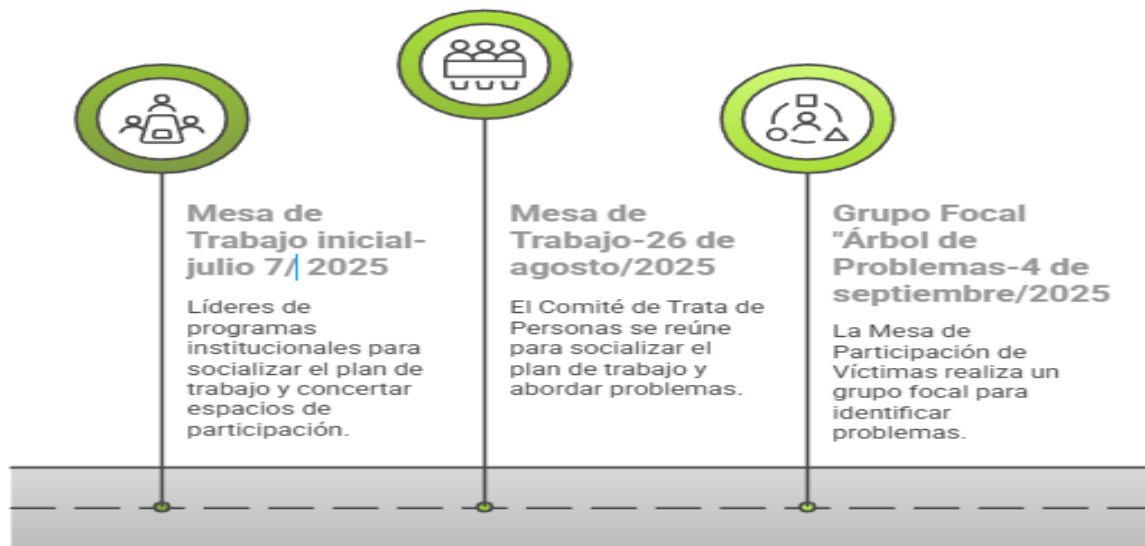 Mesa de
Trabajo inicial-
julio 7/ 2025
Líderes de
programas
institucionales para
socializar el plan de
trabajo y concertar
espacios de
participación.
Mesa de
Trabajo-26 de
agosto/2025
El Comité de Trata de
Personas se reúne
para socializar el
plan de trabajo y
abordar problemas.
Grupo Focal
"Árbol de
Problemas-4 de
septiembre/2025
La Mesa de
Participación de
Víctimas realiza un
grupo focal para
identificar
problemas.